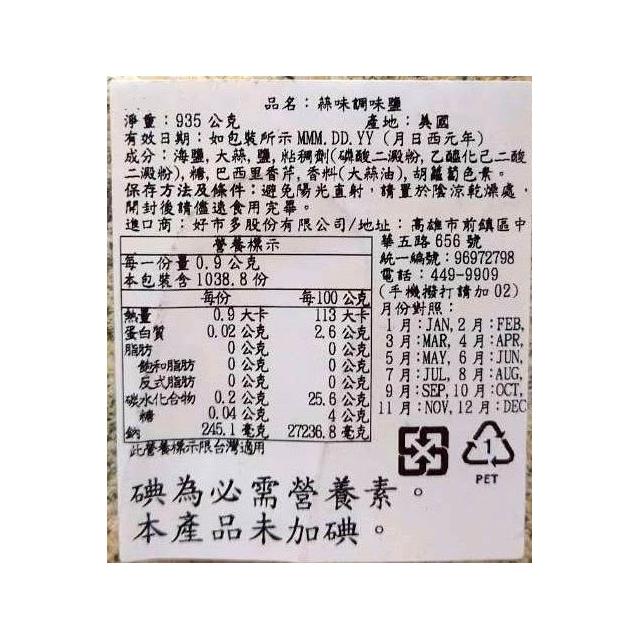 品名：蒜味調味鹽
淨重：935 公克 產地：美國
有效日期：如包裝所示 MMM.DD.YY (月日西元年)
成分：海鹽,大蒜,鹽,粘稠劑(磷酸二澱粉,乙醯化己二酸
二澱粉),糖,巴西里香芹,香料(大蒜油),胡蘿蔔色素。
保存方法及條件：避免陽光直射，請置於陰涼乾燥處，
開封後請儘速食用完畢。
進口商：好市多股份有限公司/地址：高雄市前鎮區中
華五路 656 號
統一編號：96972798
電話：449-9909
(手機撥打請加 02)
月份對照：
1 月：JAN,2 月：FEB,
3 月：MAR,4 月：APR,
5 月：MAY,6 月：JUN,
7 月：JUL,8 月：AUG,
9 月：SEP,10 月：OCT,
11 月：NOV,12 月：DEC
營養標示
每一份量 0.9 公克
本包裝含 1038.8 份
每份 每 100 公克
熱量 0.9 大卡 113 大卡
蛋白質 0.02 公克 2.6 公克
脂肪 0 公克 0 公克
飽和脂肪 0 公克 0 公克
反式脂肪 0 公克 0 公克
碳水化合物 0.2 公克 25.6 公克
糖 0.04 公克 4 公克
鈉 245.1 毫克 27236.8 毫克
此營養標示限台灣適用
1
PET
碘為必需營養素。
本產品未加碘。